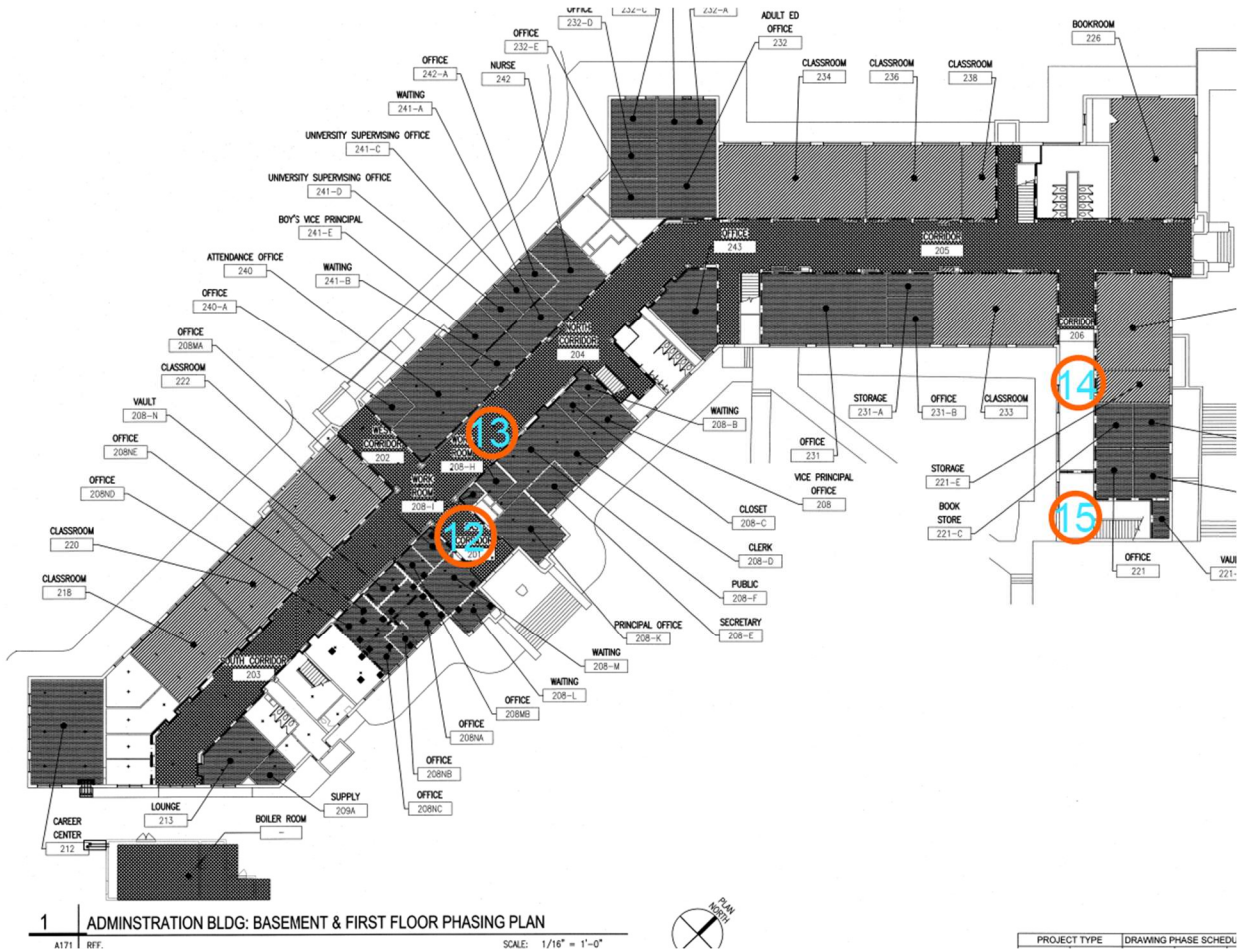 OFFICE
232-D
232-C
232-A
ADULT ED
OFFICE
232
OFFICE
232-E
BOOKROOM
226
OFFICE
242-A
NURSE
242
CLASSROOM
234
CLASSROOM
236
CLASSROOM
238
WAITING
241-A
UNIVERSITY SUPERVISING OFFICE
241-C
UNIVERSITY SUPERVISING OFFICE
241-D
BOY'S VICE PRINCIPAL
241-E
ATTENDANCE OFFICE
240
WAITING
241-B
OFFICE
243
CORRIDOR
205
OFFICE
240-A
OFFICE
208MA
NORTH
CORRIDOR
204
CORRIDOR
206
CLASSROOM
222
VAULT
208-N
OFFICE
208NE
OFFICE
208ND
CLASSROOM
220
CLASSROOM
218
WEST
CORRIDOR
202
13
WORK
ROOM
208-H
WORK
ROOM
208-I
12
CORRIDOR
201
14
15
WAITING
208-B
STORAGE
231-A
OFFICE
231-B
CLASSROOM
233
OFFICE
231
VICE PRINCIPAL
OFFICE
208
STORAGE
221-E
CLOSET
208-C
BOOK
STORE
221-C
CLERK
208-D
OFFICE
221
221-
PUBLIC
208-F
SECRETARY
208-E
PRINCIPAL OFFICE
208-K
WAITING
208-M
WAITING
208-L
SOUTH CORRIDOR
203
OFFICE
208MB
OFFICE
208NA
OFFICE
208NB
OFFICE
208NC
SUPPLY
209A
LOUNGE
213
BOILER ROOM
-
CAREER
CENTER
212
1 ADMINSTRATION BLDG: BASEMENT & FIRST FLOOR PHASING PLAN
A171 REF. SCALE: 1/16" = 1'-0"
PLAN
NORTH
PROJECT TYPE DRAWING PHASE SCHEDU